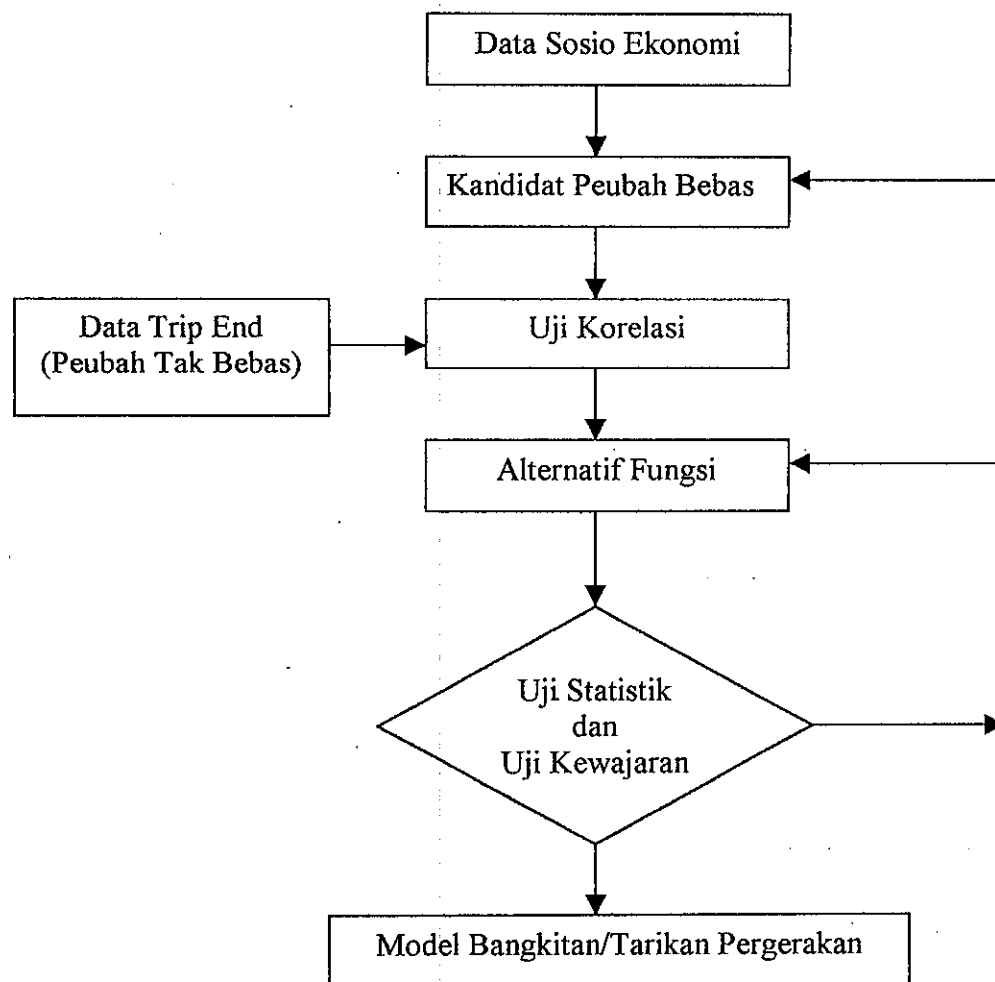 Data Sosio Ekonomi
Kandidat Peubah Bebas
Data Trip End
(Peubah Tak Bebas)
Uji Korelasi
Alternatif Fungsi
Uji Statistik
dan
Uji Kewajaran
Model Bangkitan/Tarikan Pergerakan